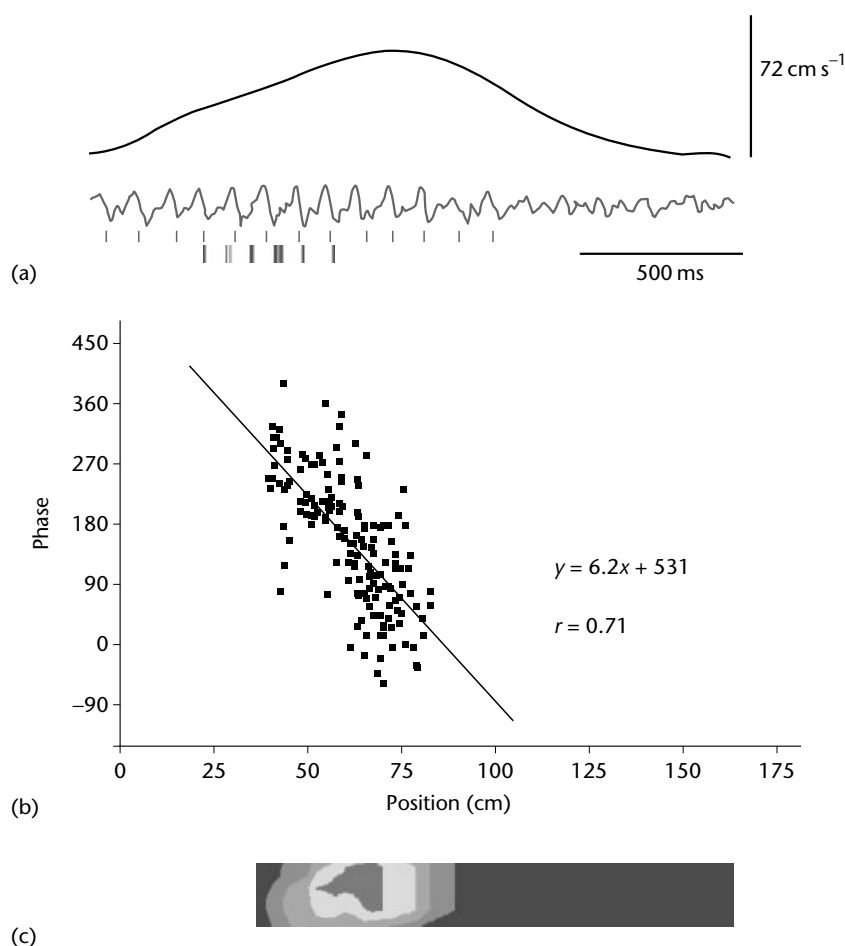 72 cm s⁻¹
500 ms
(a)
450
360
270
180
90
0
−90
Phase
y = 6.2x + 531
r = 0.71
0 25 50 75 100 125 150 175
Position (cm)
(b)
(c)